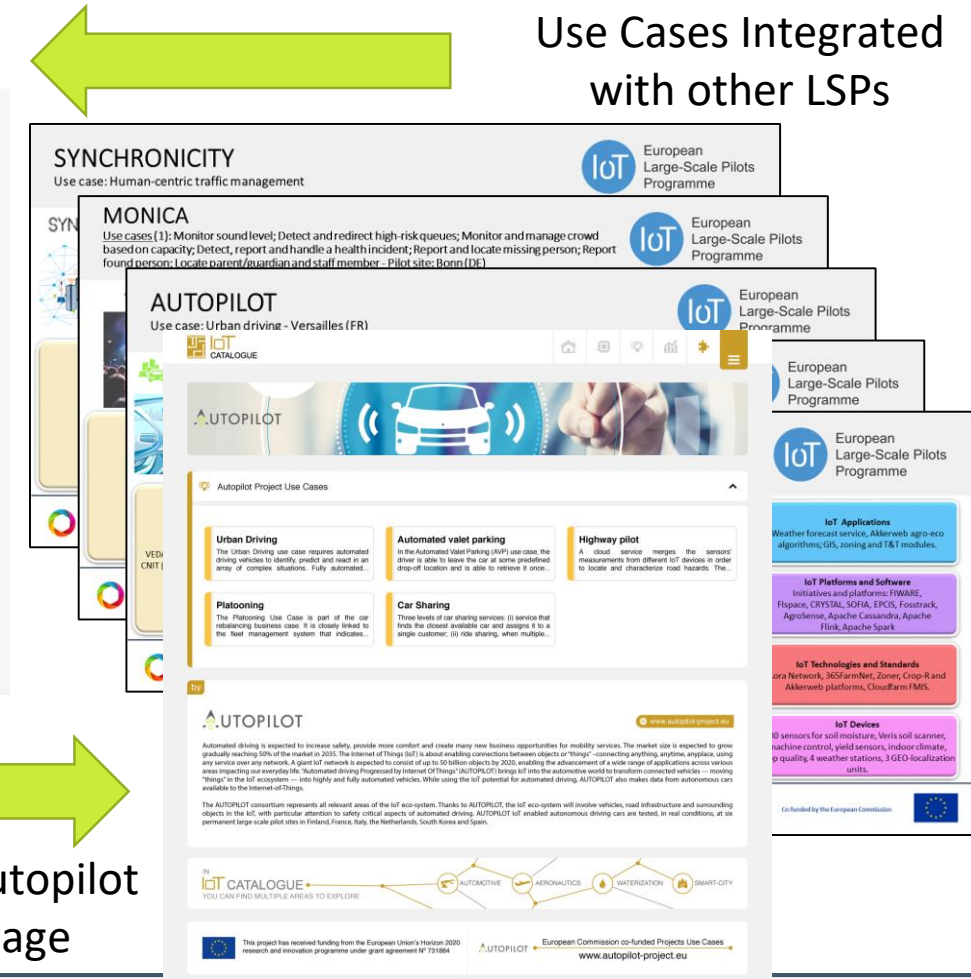 Use Cases Integrated
with other LSPs
SYNCHRONICITY
Use case: Human-centric traffic management
IoT
European
Large-Scale Pilots
Programme
SYN
MONICA
Use cases (1): Monitor sound level; Detect and redirect high-risk queues; Monitor and manage crowd
based on capacity; Detect, report and handle a health incident; Report and locate missing person; Report
found person; Locate parent/guardian and staff member - Pilot site: Bonn (DE)
IoT
European
Large-Scale Pilots
Programme
AUTOPILOT
Use case: Urban driving - Versailles (FR)
IoT
European
Large-Scale Pilots
Programme
European
Large-Scale Pilots
Programme
IoT
European
Large-Scale Pilots
Programme
IoT
CATALOGUE
AUTOPILOT
Autopilot Project Use Cases
Urban Driving
The Urban Driving use case requires automated
driving vehicles to identify, predict and react in an
array of complex situations. Fully automated...
Automated valet parking
In the Automated Valet Parking (AVP) use case, the
driver is able to leave the car at some predefined
drop-off location and is able to retrieve it once...
Highway pilot
A cloud service merges the sensors'
measurements from different IoT devices in order
to locate and characterize road hazards. The...
Platooning
The Platooning Use Case is part of the car
rebalancing business case. It is closely linked to
the fleet management system that indicates...
Car Sharing
Three levels of car sharing services: (i) service that
finds the closest available car and assigns it to a
single customer; (ii) ride sharing, when multiple...
VED
CNIT (
by
AUTOPILOT
www.autopilot-project.eu
Automated driving is expected to increase safety, provide more comfort and create many new business opportunities for mobility services. The market size is expected to grow
gradually reaching 50% of the market in 2035. The Internet of Things (IoT) is about enabling connections between objects or "things" –connecting anything, anytime, anyplace, using
any service over any network. A giant IoT network is expected to consist of up to 50 billion objects by 2020, enabling the advancement of a wide range of applications across various
areas impacting our everyday life. "Automated driving Progressed by Internet Of Things" (AUTOPILOT) brings IoT into the automotive world to transform connected vehicles — moving
"things" in the IoT ecosystem — into highly and fully automated vehicles. While using the IoT potential for automated driving, AUTOPILOT also makes data from autonomous cars
available to the Internet-of-Things.
The AUTOPILOT consortium represents all relevant areas of the IoT eco-system. Thanks to AUTOPILOT, the IoT eco-system will involve vehicles, road infrastructure and surrounding
objects in the IoT, with particular attention to safety critical aspects of automated driving. AUTOPILOT IoT enabled autonomous driving cars are tested, in real conditions, at six
permanent large-scale pilot sites in Finland, France, Italy, the Netherlands, South Korea and Spain.
IN
IoT CATALOGUE
YOU CAN FIND MULTIPLE AREAS TO EXPLORE
AUTOMOTIVE
AERONAUTICS
WATERIZATION
SMART-CITY
This project has received funding from the European Union's Horizon 2020
research and innovation programme under grant agreement Nº 731884
AUTOPILOT
European Commission co-funded Projects Use Cases
www.autopilot-project.eu
IoT Applications
Weather forecast service, Akkerweb agro-eco
algorithms; GIS, zoning and T&T modules.
IoT Platforms and Software
Initiatives and platforms: FIWARE,
FIspace, CRYSTAL, SOFIA, EPCIS, Fosstrack,
AgroSense, Apache Cassandra, Apache
Flink, Apache Spark
IoT Technologies and Standards
ora Network, 365FarmNet, Zoner, Crop-R and
Akkerweb platforms, Cloudfarm FMIS.
IoT Devices
0 sensors for soil moisture, Veris soil scanner,
machine control, yield sensors, indoor climate,
p quality, 4 weather stations, 3 GEO-localization
units.
Co-funded by the European Commission
utopilot
age